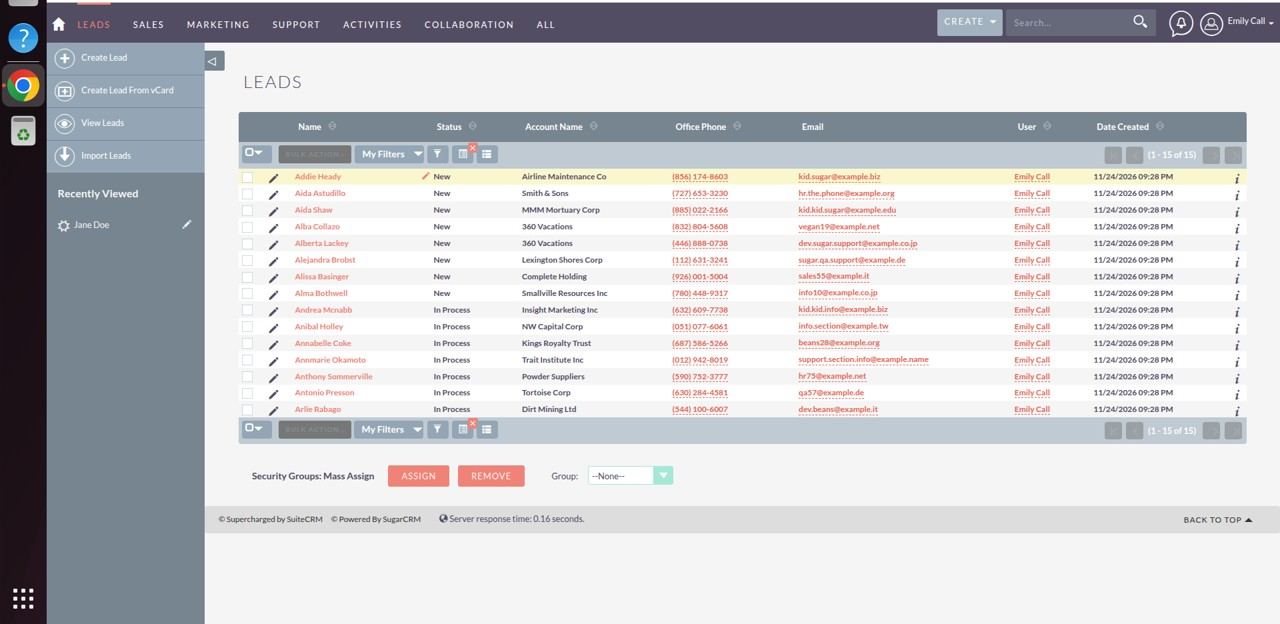 LEADS SALES MARKETING SUPPORT ACTIVITIES COLLABORATION ALL CREATE Search... Emily Call
Create Lead
Create Lead From vCard
View Leads
Import Leads
Recently Viewed
Jane Doe
LEADS
Name Status Account Name Office Phone Email User Date Created
BULK ACTION My Filters (1 - 15 of 15)
Addie Heady New Airline Maintenance Co (856) 174-8603 kid.sugar@example.biz Emily Call 11/24/2026 09:28 PM
Aida Astudillo New Smith & Sons (727) 653-3230 hr.the.phone@example.org Emily Call 11/24/2026 09:28 PM
Aida Shaw New MMM Mortuary Corp (885) 022-2166 kid.kid.sugar@example.edu Emily Call 11/24/2026 09:28 PM
Alba Collazo New 360 Vacations (832) 804-5608 vegan19@example.net Emily Call 11/24/2026 09:28 PM
Alberta Lackey New 360 Vacations (446) 888-0738 dev.sugar.support@example.co.jp Emily Call 11/24/2026 09:28 PM
Alejandra Brobst New Lexington Shores Corp (112) 631-3241 sugar.qa.support@example.de Emily Call 11/24/2026 09:28 PM
Alissa Basinger New Complete Holding (926) 001-5004 sales55@example.it Emily Call 11/24/2026 09:28 PM
Alma Bothwell New Smallville Resources Inc (780) 448-9317 info10@example.co.jp Emily Call 11/24/2026 09:28 PM
Andrea Mcnabb In Process Insight Marketing Inc (632) 609-7738 kid.kid.info@example.biz Emily Call 11/24/2026 09:28 PM
Anibal Holley In Process NW Capital Corp (051) 077-6061 info.section@example.tw Emily Call 11/24/2026 09:28 PM
Annabelle Coke In Process Kings Royalty Trust (687) 586-5266 beans28@example.org Emily Call 11/24/2026 09:28 PM
Annmarie Okamoto In Process Trait Institute Inc (012) 942-8019 support.section.info@example.name Emily Call 11/24/2026 09:28 PM
Anthony Sommerville In Process Powder Suppliers (590) 752-3777 hr75@example.net Emily Call 11/24/2026 09:28 PM
Antonio Presson In Process Tortoise Corp (630) 284-4581 qa57@example.de Emily Call 11/24/2026 09:28 PM
Arlie Rabago In Process Dirt Mining Ltd (544) 100-6007 dev.beans@example.it Emily Call 11/24/2026 09:28 PM
BULK ACTION My Filters (1 - 15 of 15)
Security Groups: Mass Assign ASSIGN REMOVE Group: --None--
© Supercharged by SuiteCRM © Powered By SugarCRM Server response time: 0.16 seconds. BACK TO TOP